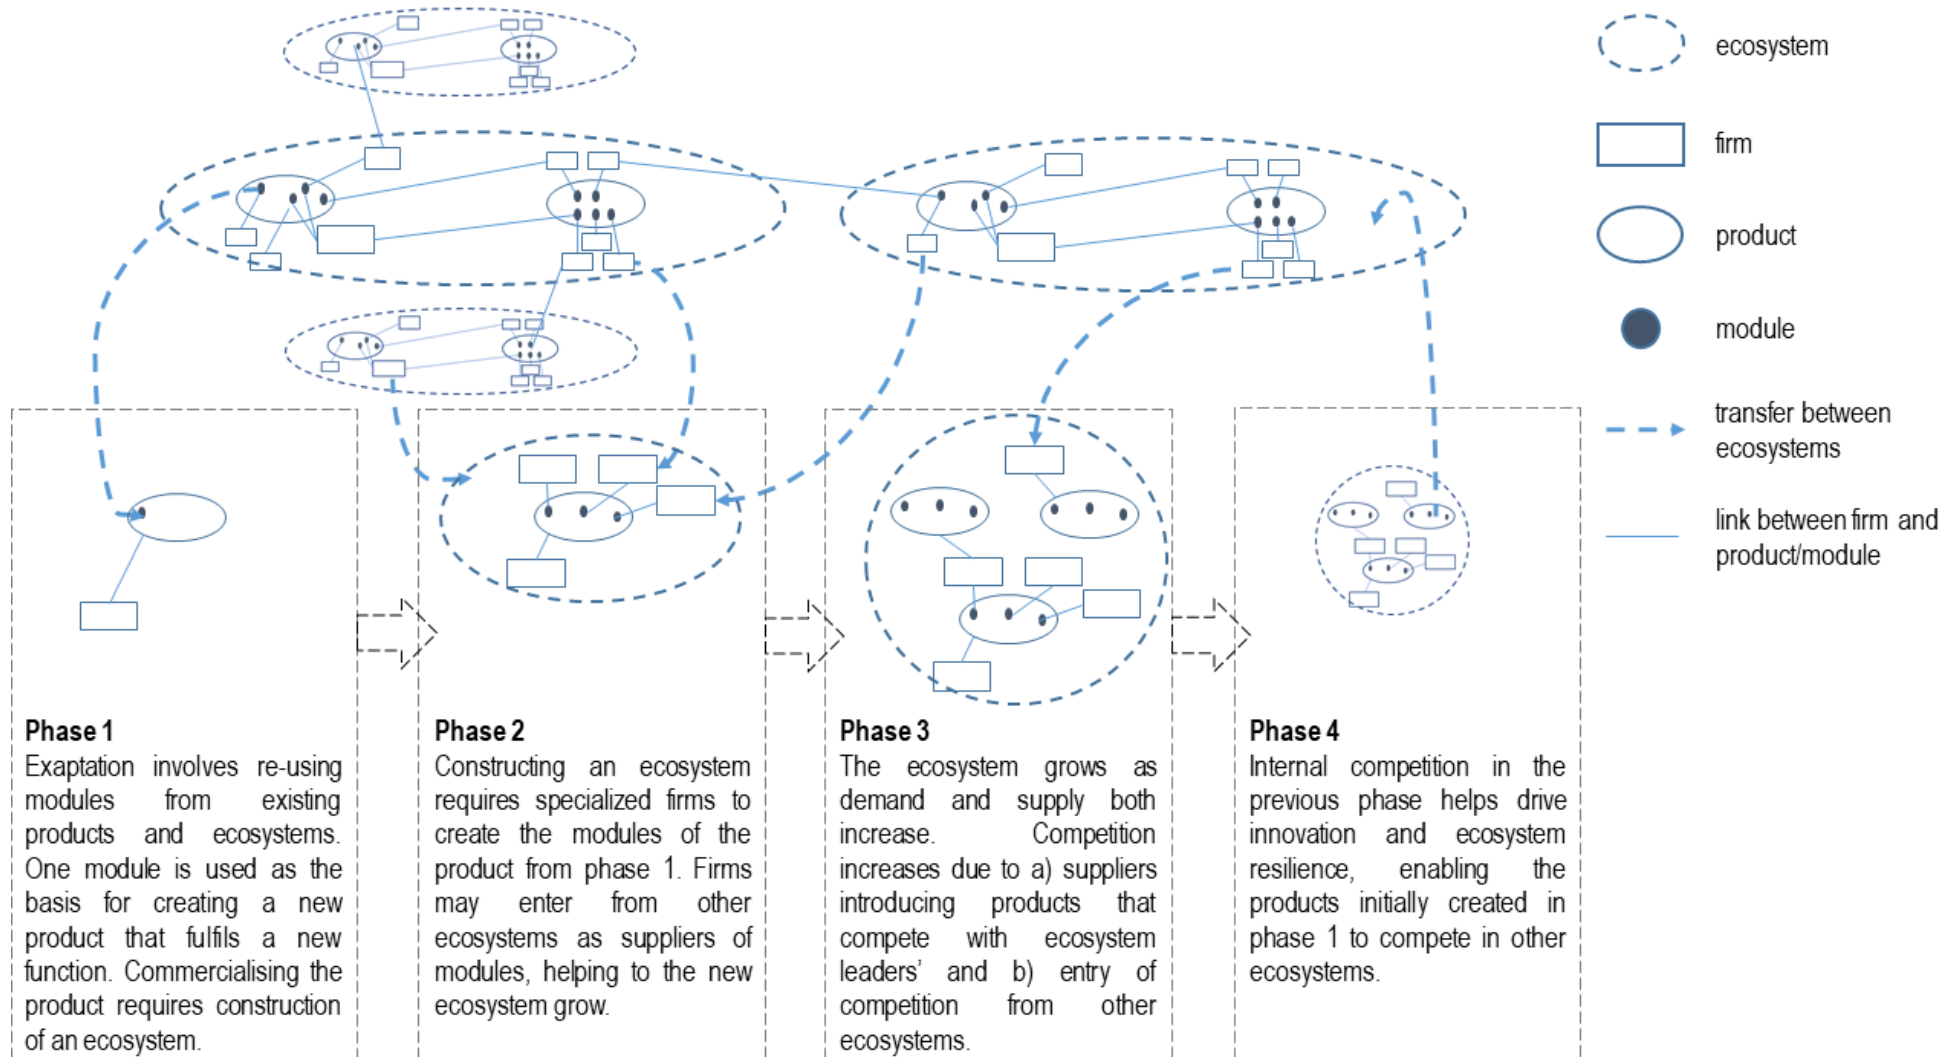 ecosystem
firm
product
module
transfer between
ecosystems
link between firm and
product/module
Phase 1
Exaptation involves re-using
modules from existing
products and ecosystems.
One module is used as the
basis for creating a new
product that fulfils a new
function. Commercialising the
product requires construction
of an ecosystem.
Phase 2
Constructing an ecosystem
requires specialized firms to
create the modules of the
product from phase 1. Firms
may enter from other
ecosystems as suppliers of
modules, helping to the new
ecosystem grow.
Phase 3
The ecosystem grows as
demand and supply both
increase. Competition
increases due to a) suppliers
introducing products that
compete with ecosystem
leaders’ and b) entry of
competition from other
ecosystems.
Phase 4
Internal competition in the
previous phase helps drive
innovation and ecosystem
resilience, enabling the
products initially created in
phase 1 to compete in other
ecosystems.